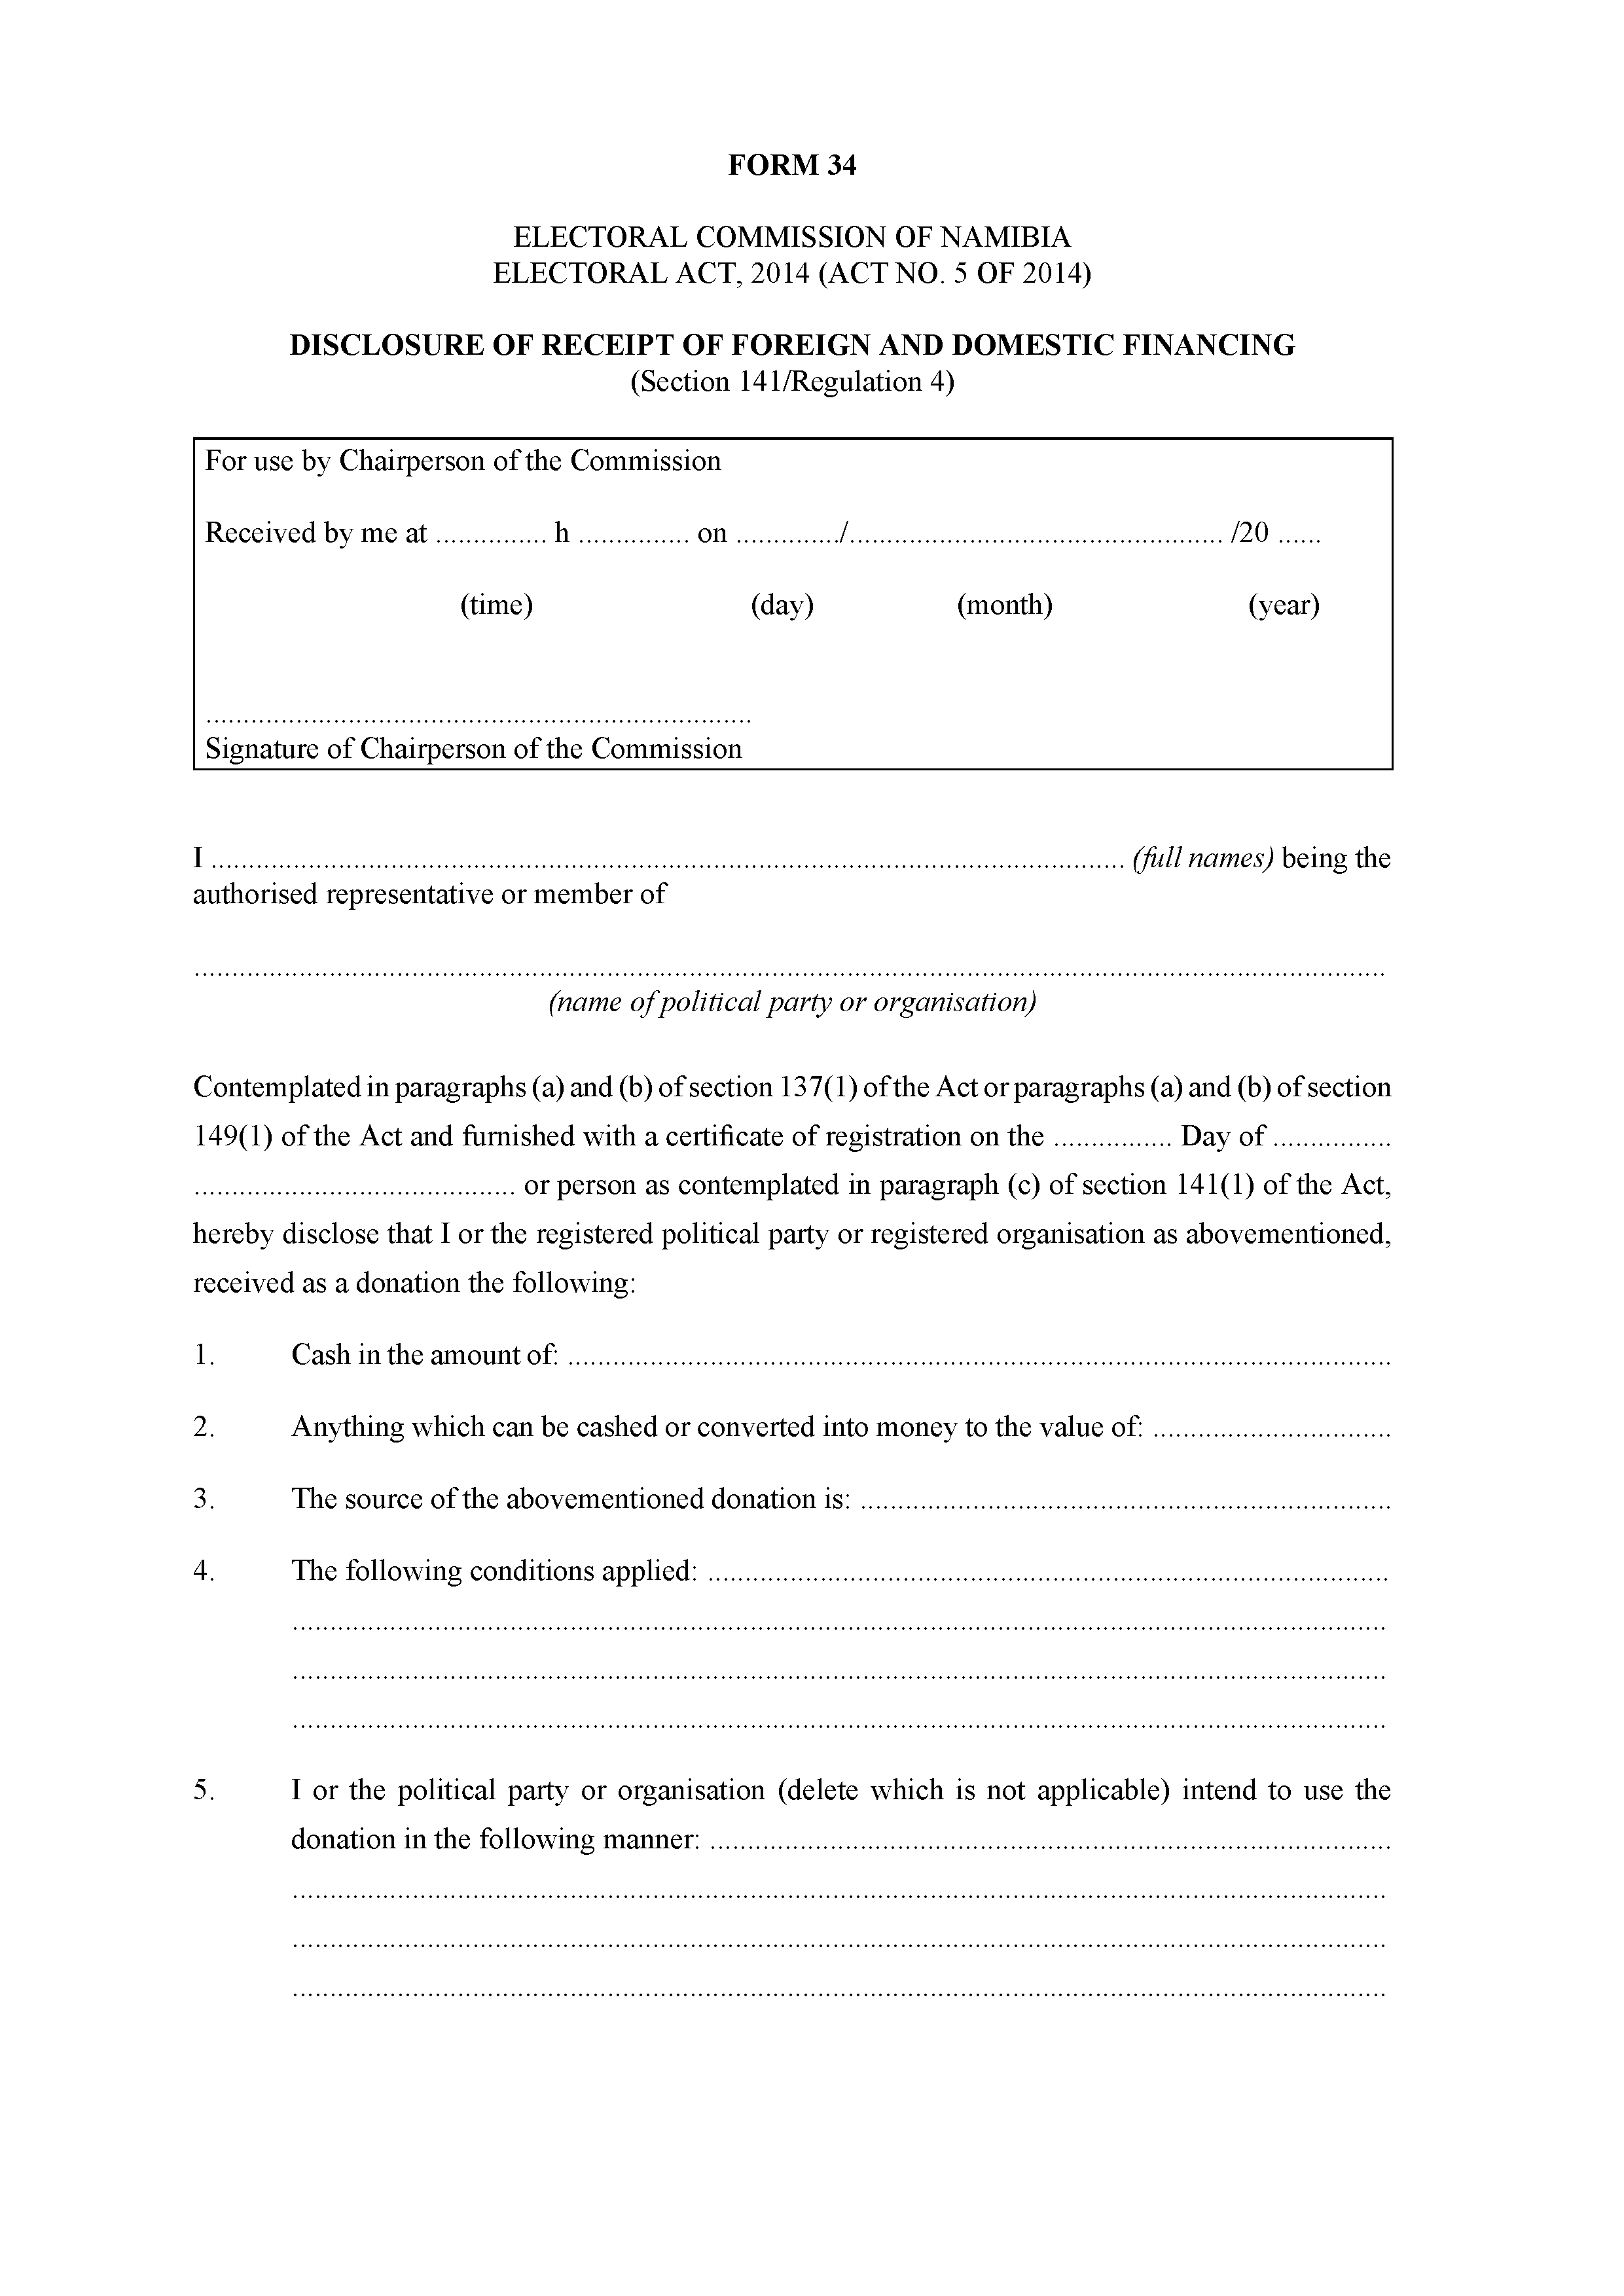 FORM 34
ELECTORAL COMMISSION OF NAMIBIA
ELECTORAL ACT, 2014 (ACT NO. 5 OF 2014)
DISCLOSURE OF RECEIPT OF FOREIGN AND DOMESTIC FINANCING
(Section 141/Regulation 4)
For use by Chairperson of the Commission
Received by me at ............... h ............... on ............../.................................................. /20 ......
(time) (day) (month) (year)
.........................................................................
Signature of Chairperson of the Commission
I .......................................................................................................................... (full names) being the
authorised representative or member of
...............................................................................................................................................................
(name of political party or organisation)
Contemplated in paragraphs (a) and (b) of section 137(1) of the Act or paragraphs (a) and (b) of section
149(1) of the Act and furnished with a certificate of registration on the ................ Day of ................
........................................... or person as contemplated in paragraph (c) of section 141(1) of the Act,
hereby disclose that I or the registered political party or registered organisation as abovementioned,
received as a donation the following:
1. Cash in the amount of: ..............................................................................................................
2. Anything which can be cashed or converted into money to the value of: ................................
3. The source of the abovementioned donation is: .......................................................................
4. The following conditions applied: ...........................................................................................
..................................................................................................................................................
..................................................................................................................................................
..................................................................................................................................................
5. I or the political party or organisation (delete which is not applicable) intend to use the
donation in the following manner: ...........................................................................................
..................................................................................................................................................
..................................................................................................................................................
..................................................................................................................................................